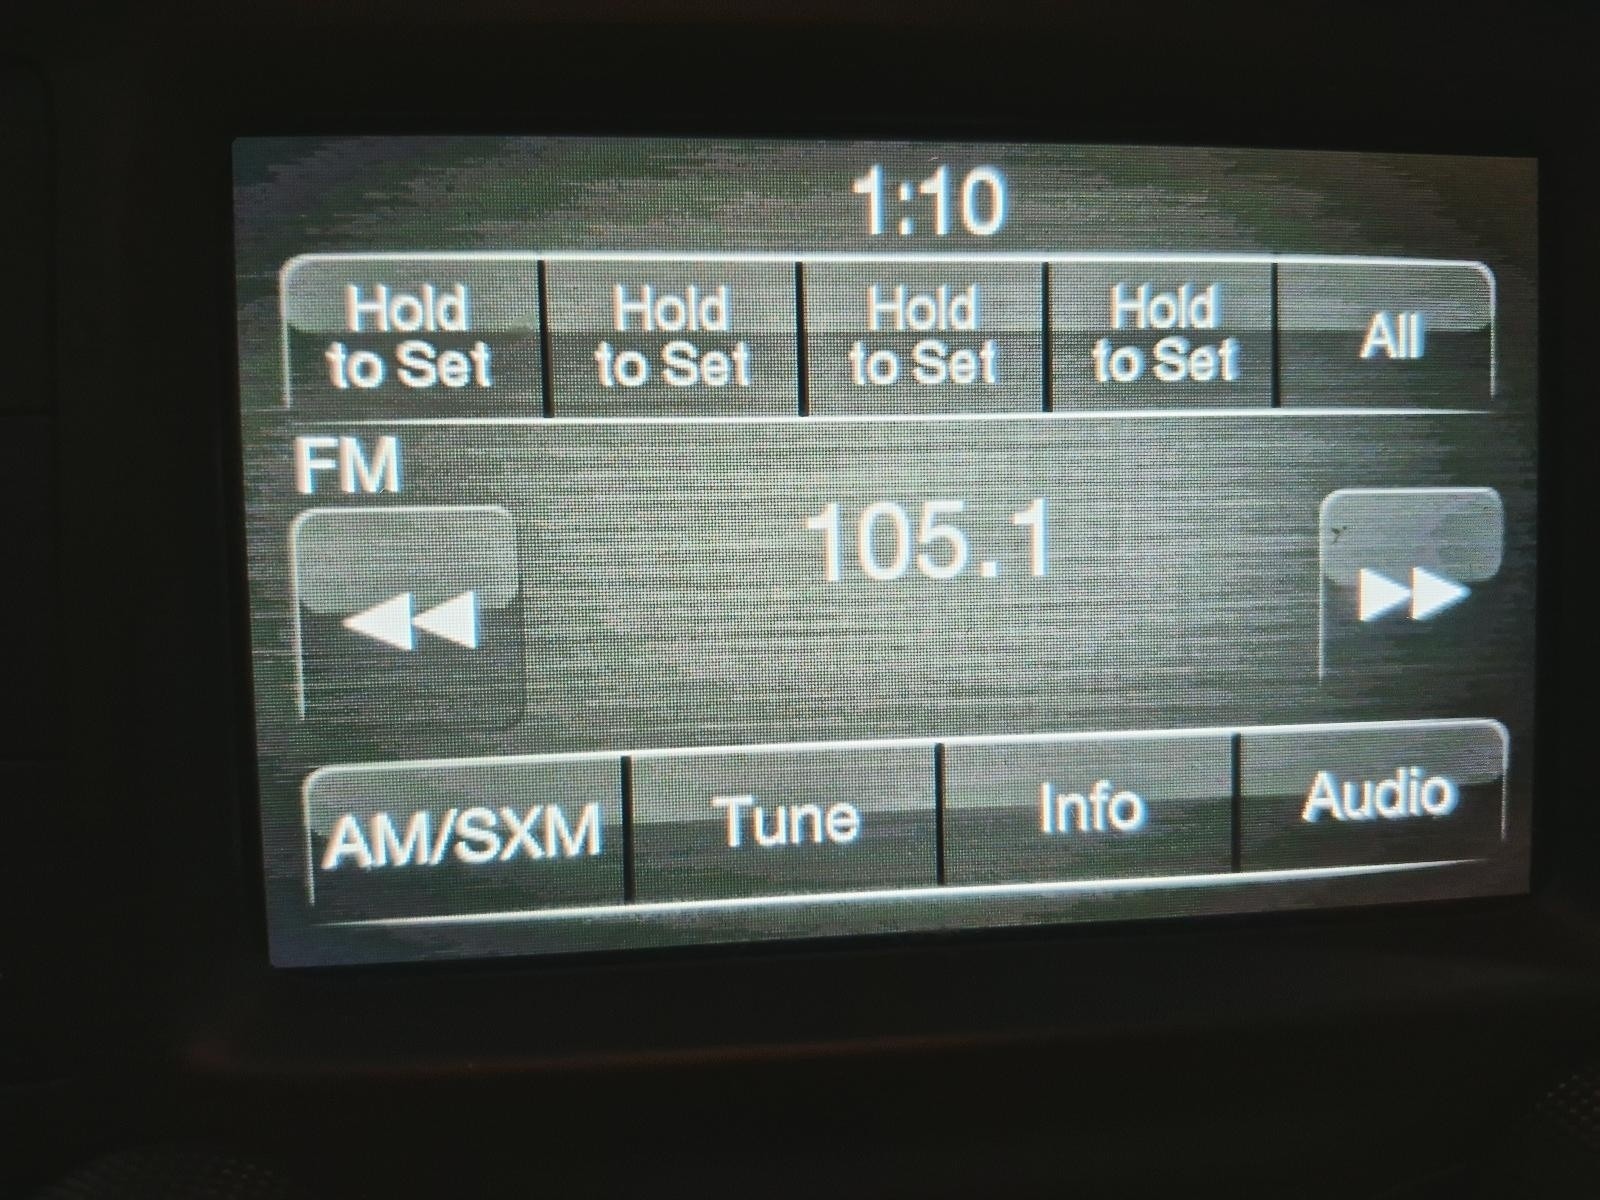 1:10
Hold to Set
Hold to Set
Hold to Set
Hold to Set
All
FM
105.1
AM/SXM
Tune
Info
Audio